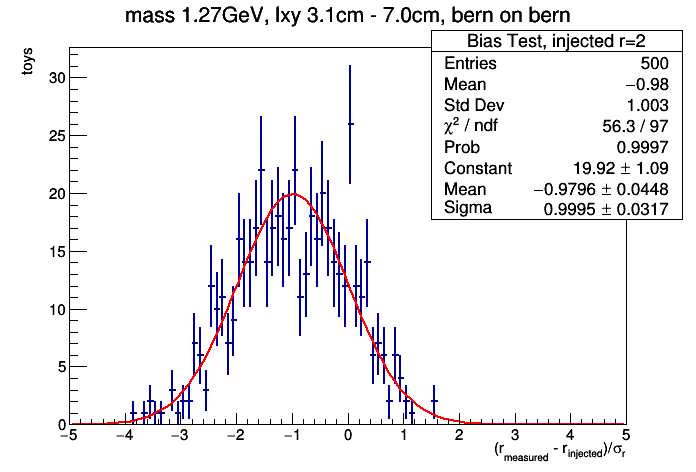 mass 1.27GeV, lxy 3.1cm - 7.0cm, bern on bern
toys
Bias Test, injected r=2
Entries 500
Mean −0.98
Std Dev 1.003
χ² / ndf 56.3 / 97
Prob 0.9997
Constant 19.92 ± 1.09
Mean −0.9796 ± 0.0448
Sigma 0.9995 ± 0.0317
30
25
20
15
10
5
0
−5 −4 −3 −2 −1 0 1 2 3 4 5
(r_measured - r_injected)/σ_r